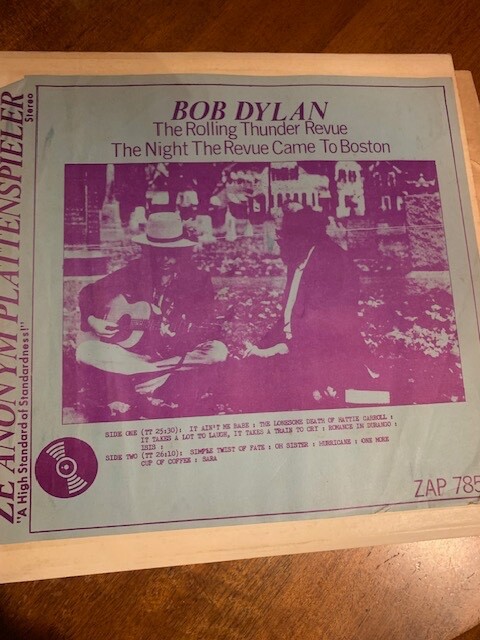 ZE ANONYM PLATTENSPIELER
Stereo
"A High Standard of Standardness!"
BOB DYLAN
The Rolling Thunder Revue
The Night The Revue Came To Boston
SIDE ONE (TT 25:30): IT AIN'T ME BABE : THE LONESOME DEATH OF HATTIE CARROLL :
IT TAKES A LOT TO LAUGH, IT TAKES A TRAIN TO CRY : ROMANCE IN DURANGO :
ISIS :
SIDE TWO (TT 26:10): SIMPLE TWIST OF FATE : OH SISTER : HURRICANE : ONE MORE
CUP OF COFFEE : SARA
ZAP 785